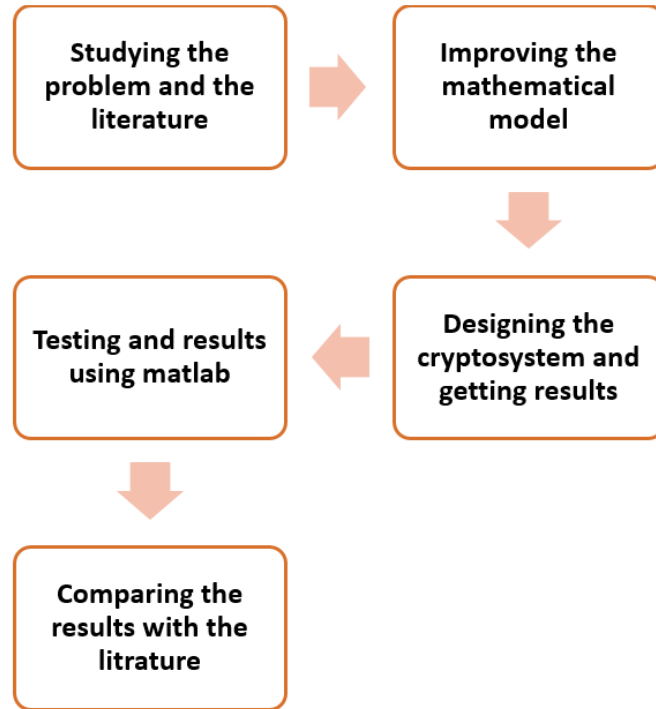 Studying the
problem and the
literature
Improving the
mathematical
model
Designing the
cryptosystem and
getting results
Testing and results
using matlab
Comparing the
results with the
litrature